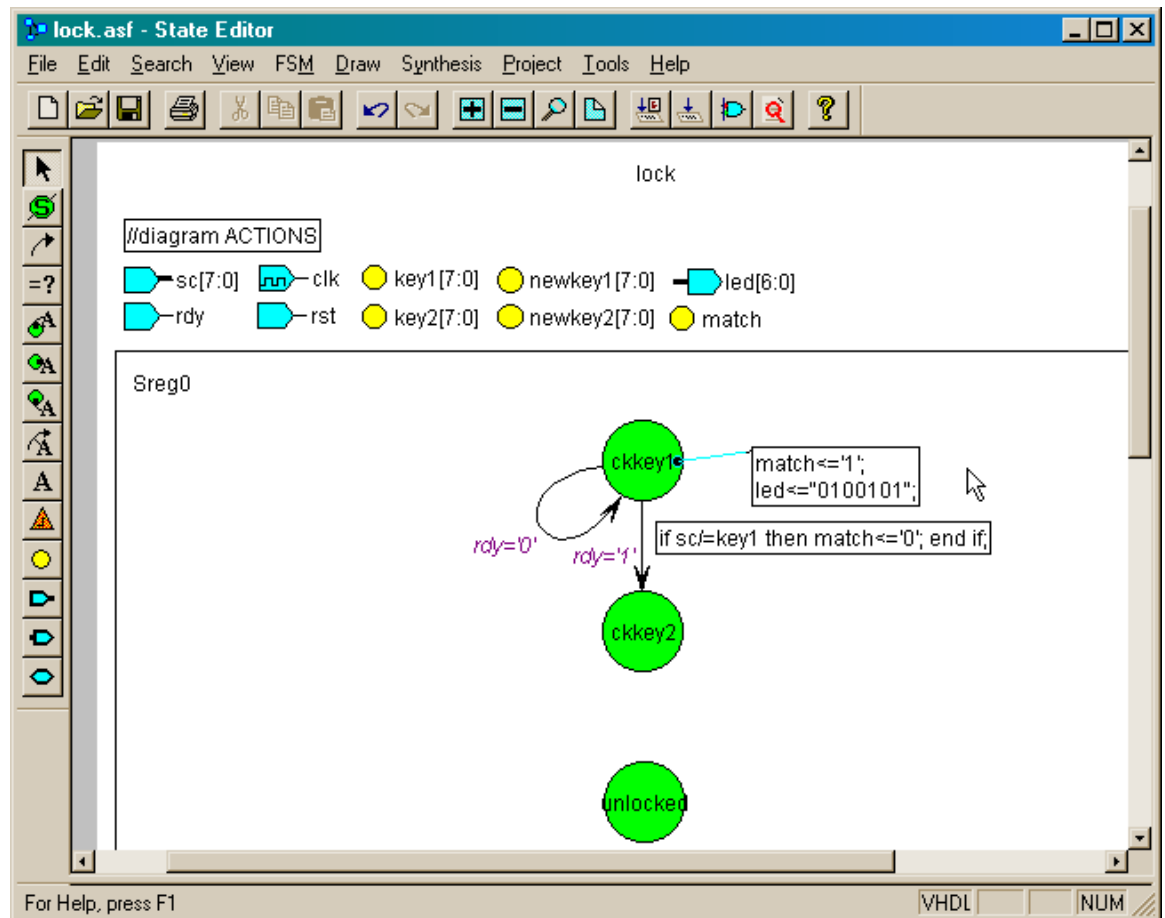 lock.asf - State Editor
File Edit Search View FSM Draw Synthesis Project Tools Help
lock
//diagram ACTIONS
sc[7:0] clk key1[7:0] newkey1[7:0] led[6:0]
rdy rst key2[7:0] newkey2[7:0] match
Sreg0
ckkey1
match<='1';
led<="0100101";
rdy='0'
rdy='1'
if sc/=key1 then match<='0'; end if;
ckkey2
unlocked
For Help, press F1 VHDL NUM
S
=?
A
A
A
A
A